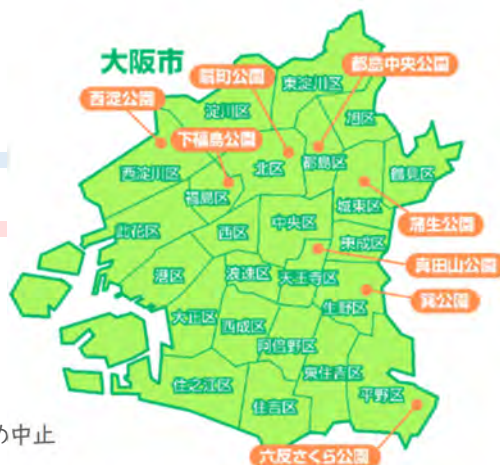 大阪市
扇町公園
都島中央公園
東淀川区
西淀公園
淀川区
旭区
下福島公園
北区
都島区
鶴見区
西淀川区
福島区
城東区
蒲生公園
此花区
西区
中央区
東成区
真田山公園
港区
浪速区
天王寺区
生野区
巽公園
大正区
西成区
阿倍野区
東住吉区
平野区
住之江区
住吉区
の中止
六反さくら公園